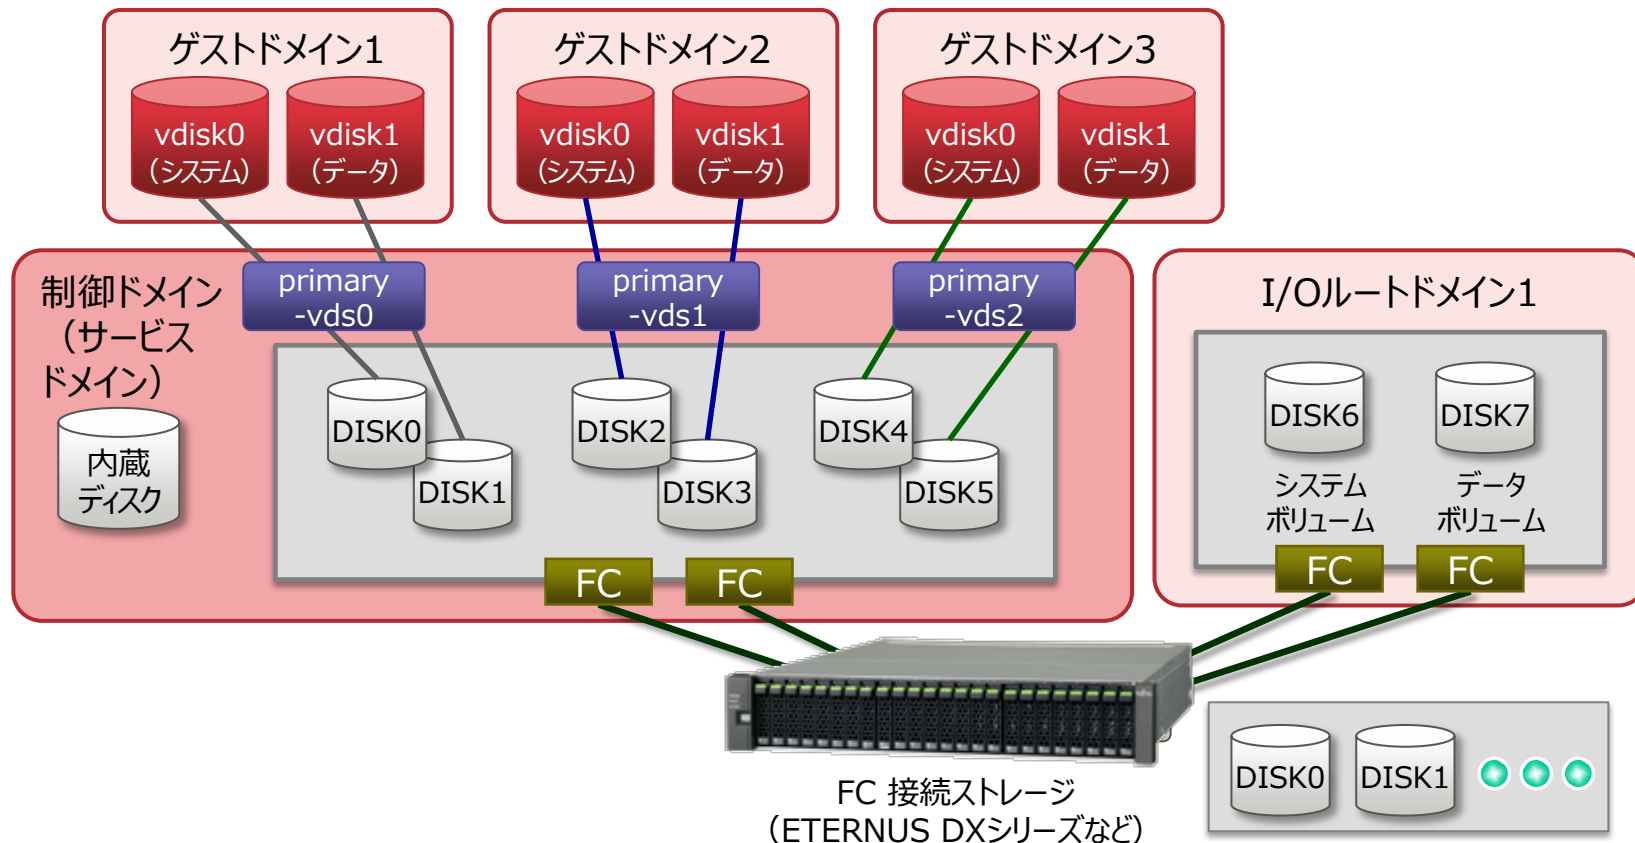 ゲストドメイン1
vdisk0
（システム）
vdisk1
（データ）
ゲストドメイン2
vdisk0
（システム）
vdisk1
（データ）
ゲストドメイン3
vdisk0
（システム）
vdisk1
（データ）
制御ドメイン
（サービス
ドメイン）
内蔵
ディスク
primary
-vds0
primary
-vds1
primary
-vds2
DISK0
DISK1
DISK2
DISK3
DISK4
DISK5
FC
FC
I/Oルートドメイン1
DISK6
システム
ボリューム
DISK7
データ
ボリューム
FC
FC
FC 接続ストレージ
（ETERNUS DXシリーズなど）
DISK0
DISK1